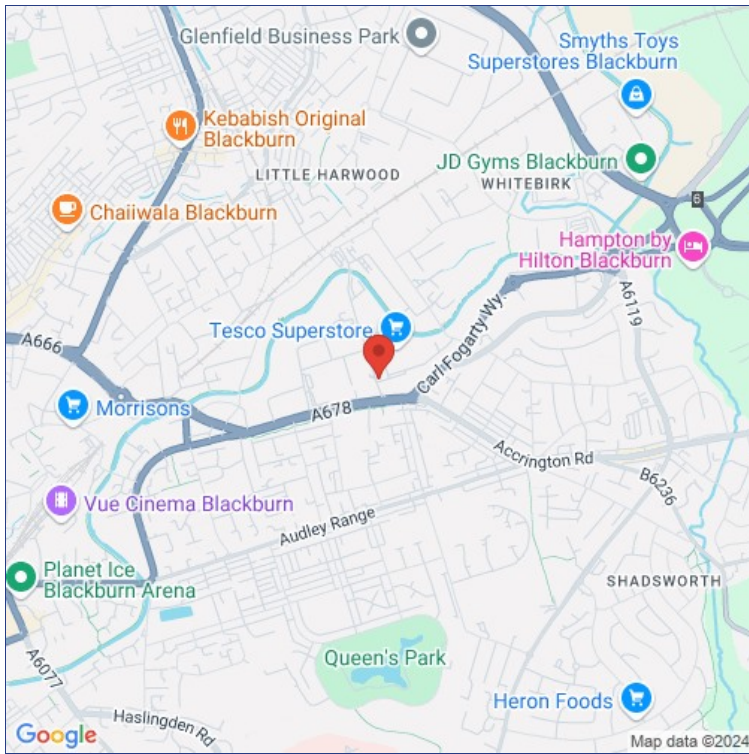 Glenfield Business Park
Smyths Toys
Superstores Blackburn
Kebabish Original
Blackburn
LITTLE HARWOOD
JD Gyms Blackburn
WHITEBIRK
6
Chaiiwala Blackburn
Hampton by
Hilton Blackburn
A6119
Tesco Superstore
Carl Fogarty Wy.
A666
Morrisons
A678
Accrington Rd
B6236
Vue Cinema Blackburn
Audley Range
Planet Ice
Blackburn Arena
SHADSWORTH
Queen's Park
A6077
Heron Foods
Haslingden Rd
Google
Map data ©2024